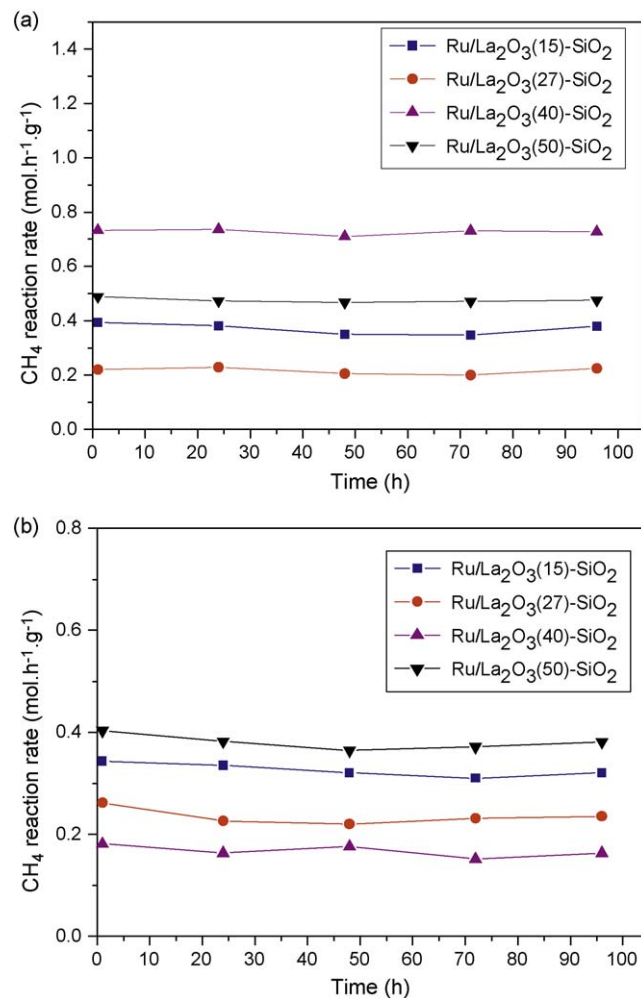 (a)
1.4
1.2
1.0
0.8
0.6
0.4
0.2
0.0
CH₄ reaction rate (mol.h⁻¹.g⁻¹)
Ru/La₂O₃(15)-SiO₂
Ru/La₂O₃(27)-SiO₂
Ru/La₂O₃(40)-SiO₂
Ru/La₂O₃(50)-SiO₂
0 10 20 30 40 50 60 70 80 90 100
Time (h)
(b)
0.8
0.6
0.4
0.2
0.0
CH₄ reaction rate (mol.h⁻¹.g⁻¹)
Ru/La₂O₃(15)-SiO₂
Ru/La₂O₃(27)-SiO₂
Ru/La₂O₃(40)-SiO₂
Ru/La₂O₃(50)-SiO₂
0 10 20 30 40 50 60 70 80 90 100
Time (h)